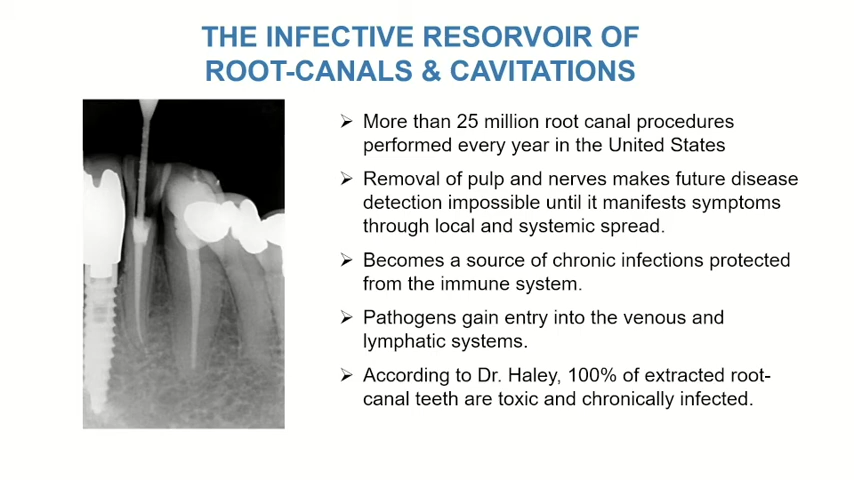 THE INFECTIVE RESORVOIR OF
ROOT-CANALS & CAVITATIONS
➢ More than 25 million root canal procedures
performed every year in the United States
➢ Removal of pulp and nerves makes future disease
detection impossible until it manifests symptoms
through local and systemic spread.
➢ Becomes a source of chronic infections protected
from the immune system.
➢ Pathogens gain entry into the venous and
lymphatic systems.
➢ According to Dr. Haley, 100% of extracted root-
canal teeth are toxic and chronically infected.